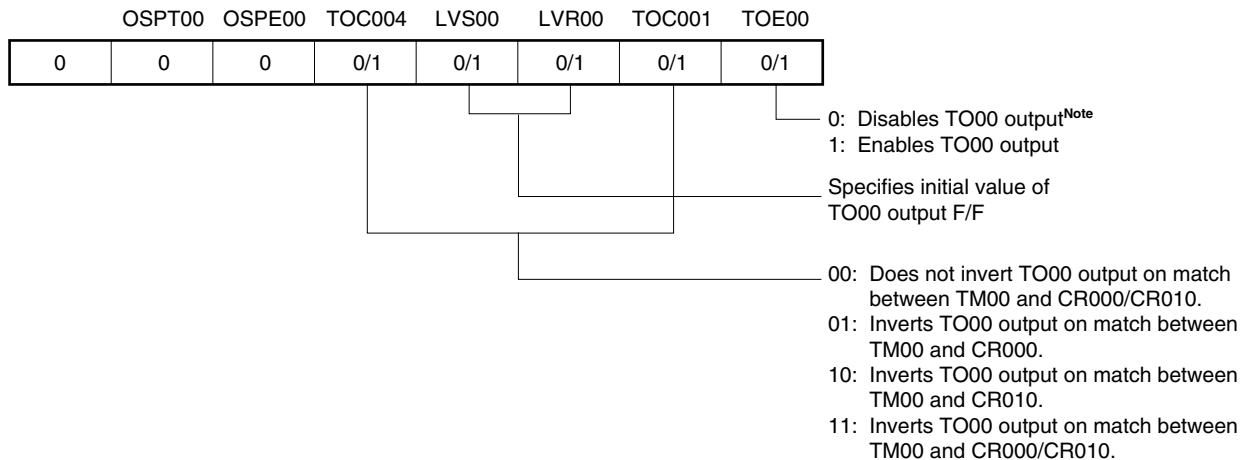 OSPT00 OSPE00 TOC004 LVS00 LVR00 TOC001 TOE00
0 0 0 0/1 0/1 0/1 0/1 0/1
0: Disables TO00 outputNote
1: Enables TO00 output
Specifies initial value of
TO00 output F/F
00: Does not invert TO00 output on match
between TM00 and CR000/CR010.
01: Inverts TO00 output on match between
TM00 and CR000.
10: Inverts TO00 output on match between
TM00 and CR010.
11: Inverts TO00 output on match between
TM00 and CR000/CR010.